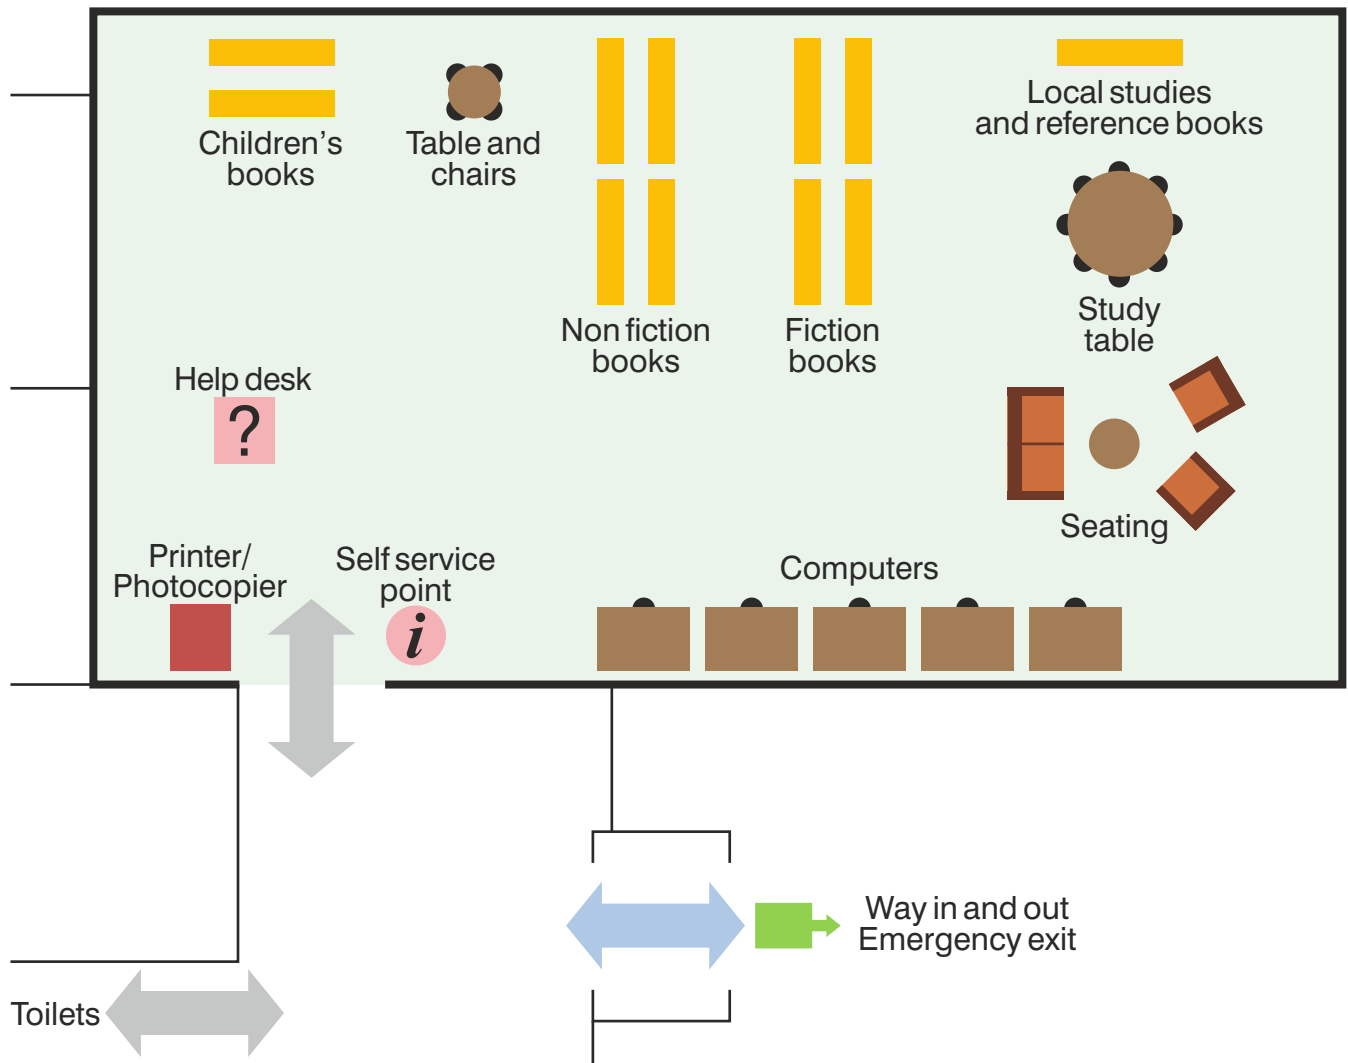 Children's
books
Table and
chairs
Non fiction
books
Fiction
books
Local studies
and reference books
Study
table
Help desk
?
Seating
Printer/
Photocopier
Self service
point
i
Computers
Way in and out
Emergency exit
Toilets